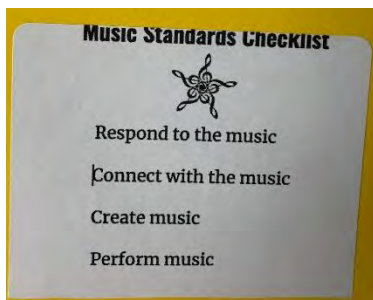 Music Standards Checklist
Respond to the music
Connect with the music
Create music
Perform music